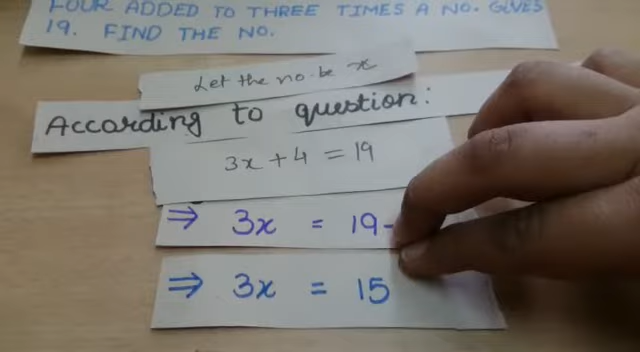 FOUR ADDED TO THREE TIMES A NO. GIVES
19. FIND THE NO.
Let the no. be x
According to question:
3x + 4 = 19
⇒ 3x = 19-
⇒ 3x = 15